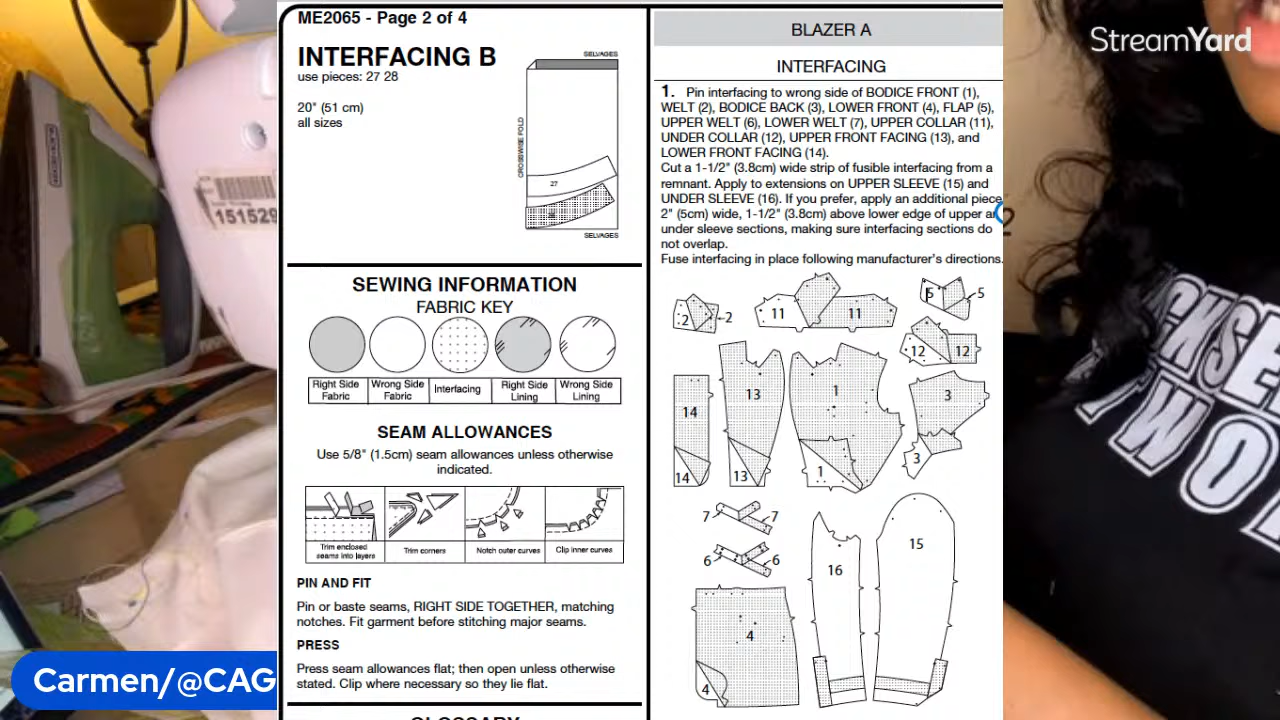 ME2065 - Page 2 of 4
INTERFACING B
use pieces: 27 28
20" (51 cm)
all sizes
SELVAGES
CROSSWISE FOLD
27
SELVAGES
SEWING INFORMATION
FABRIC KEY
Right Side Fabric
Wrong Side Fabric
Interfacing
Right Side Lining
Wrong Side Lining
SEAM ALLOWANCES
Use 5/8" (1.5cm) seam allowances unless otherwise
indicated.
Trim enclosed seams into layers
Trim corners
Notch outer curves
Clip inner curves
PIN AND FIT
Pin or baste seams, RIGHT SIDE TOGETHER, matching
notches. Fit garment before stitching major seams.
PRESS
Press seam allowances flat; then open unless otherwise
stated. Clip where necessary so they lie flat.
GLOSSARY
BLAZER A
INTERFACING
1. Pin interfacing to wrong side of BODICE FRONT (1),
WELT (2), BODICE BACK (3), LOWER FRONT (4), FLAP (5),
UPPER WELT (6), LOWER WELT (7), UPPER COLLAR (11),
UNDER COLLAR (12), UPPER FRONT FACING (13), and
LOWER FRONT FACING (14).
Cut a 1-1/2" (3.8cm) wide strip of fusible interfacing from a
remnant. Apply to extensions on UPPER SLEEVE (15) and
UNDER SLEEVE (16). If you prefer, apply an additional piece
2" (5cm) wide, 1-1/2" (3.8cm) above lower edge of upper
under sleeve sections, making sure interfacing sections do
not overlap.
Fuse interfacing in place following manufacturer's directions.
2 2
11 11
5 5
12 12
14
13
1
3
14
13
1
3
7 7
6 6
16
15
4
4
StreamYard
151529
Carmen/@CAG